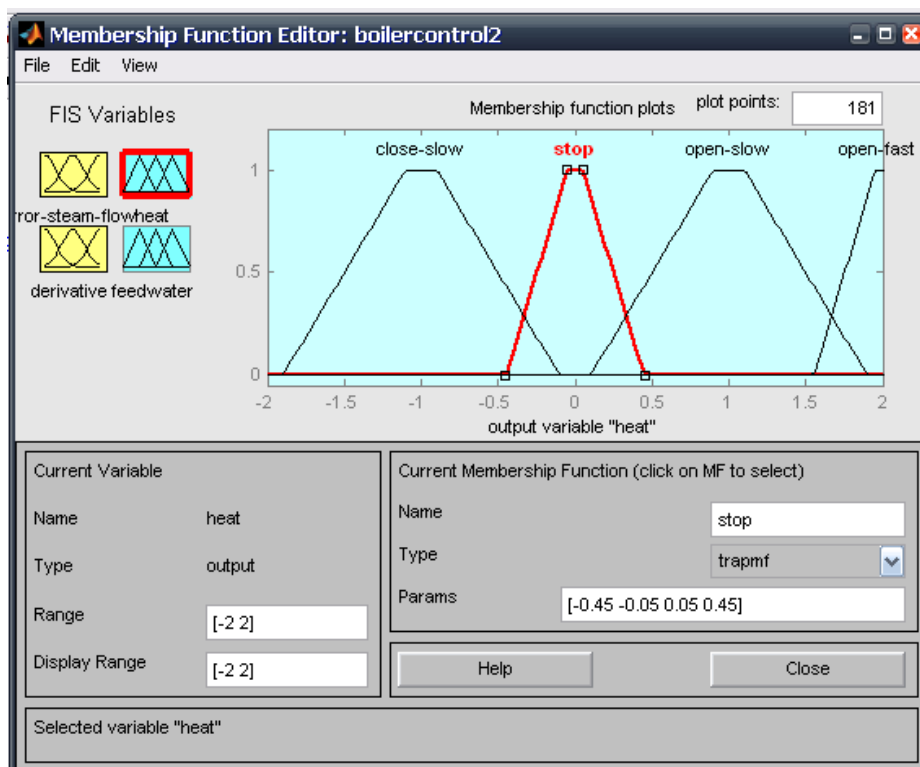 Membership Function Editor: boilercontrol2
File Edit View
FIS Variables
Membership function plots plot points: 181
close-slow stop open-slow open-fast
1
0.5
0
ror-steam-flowheat
derivative feedwater
-2 -1.5 -1 -0.5 0 0.5 1 1.5 2
output variable "heat"
Current Variable
Name heat
Type output
Range [-2 2]
Display Range [-2 2]
Current Membership Function (click on MF to select)
Name stop
Type trapmf
Params [-0.45 -0.05 0.05 0.45]
Help Close
Selected variable "heat"